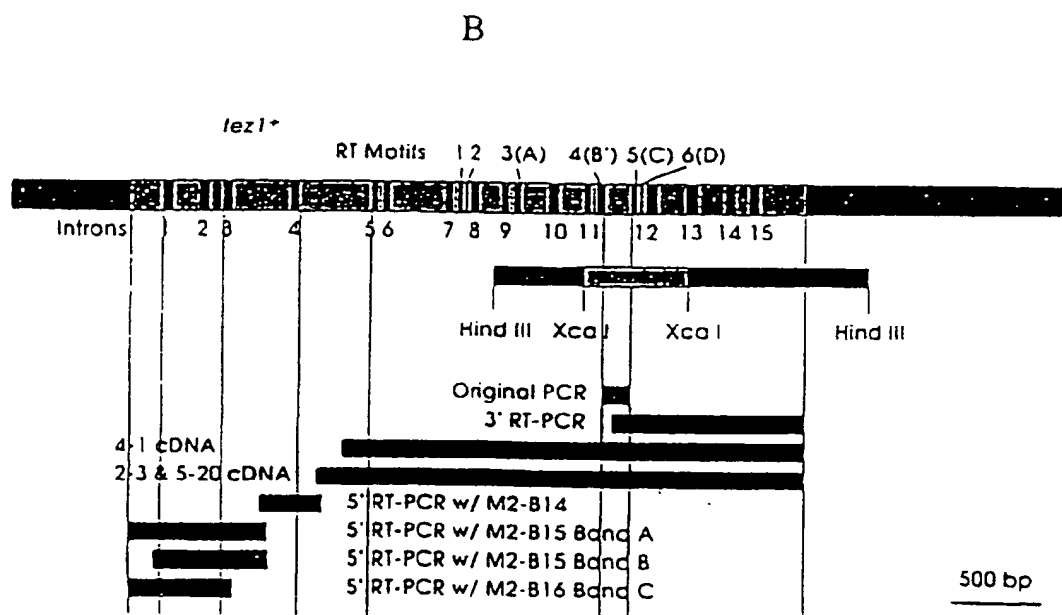 B
tez1+
RT Motifs 1 2 3(A) 4(B') 5(C) 6(D)
Introns 1 2 3 4 5 6 7 8 9 10 11 12 13 14 15
Hind III Xca I Xca I Hind III
Original PCR
3' RT-PCR
4-1 cDNA
2-3 & 5-20 cDNA
5' RT-PCR w/ M2-B14
5' RT-PCR w/ M2-B15 Band A
5' RT-PCR w/ M2-B15 Band B
5' RT-PCR w/ M2-B16 Band C
500 bp